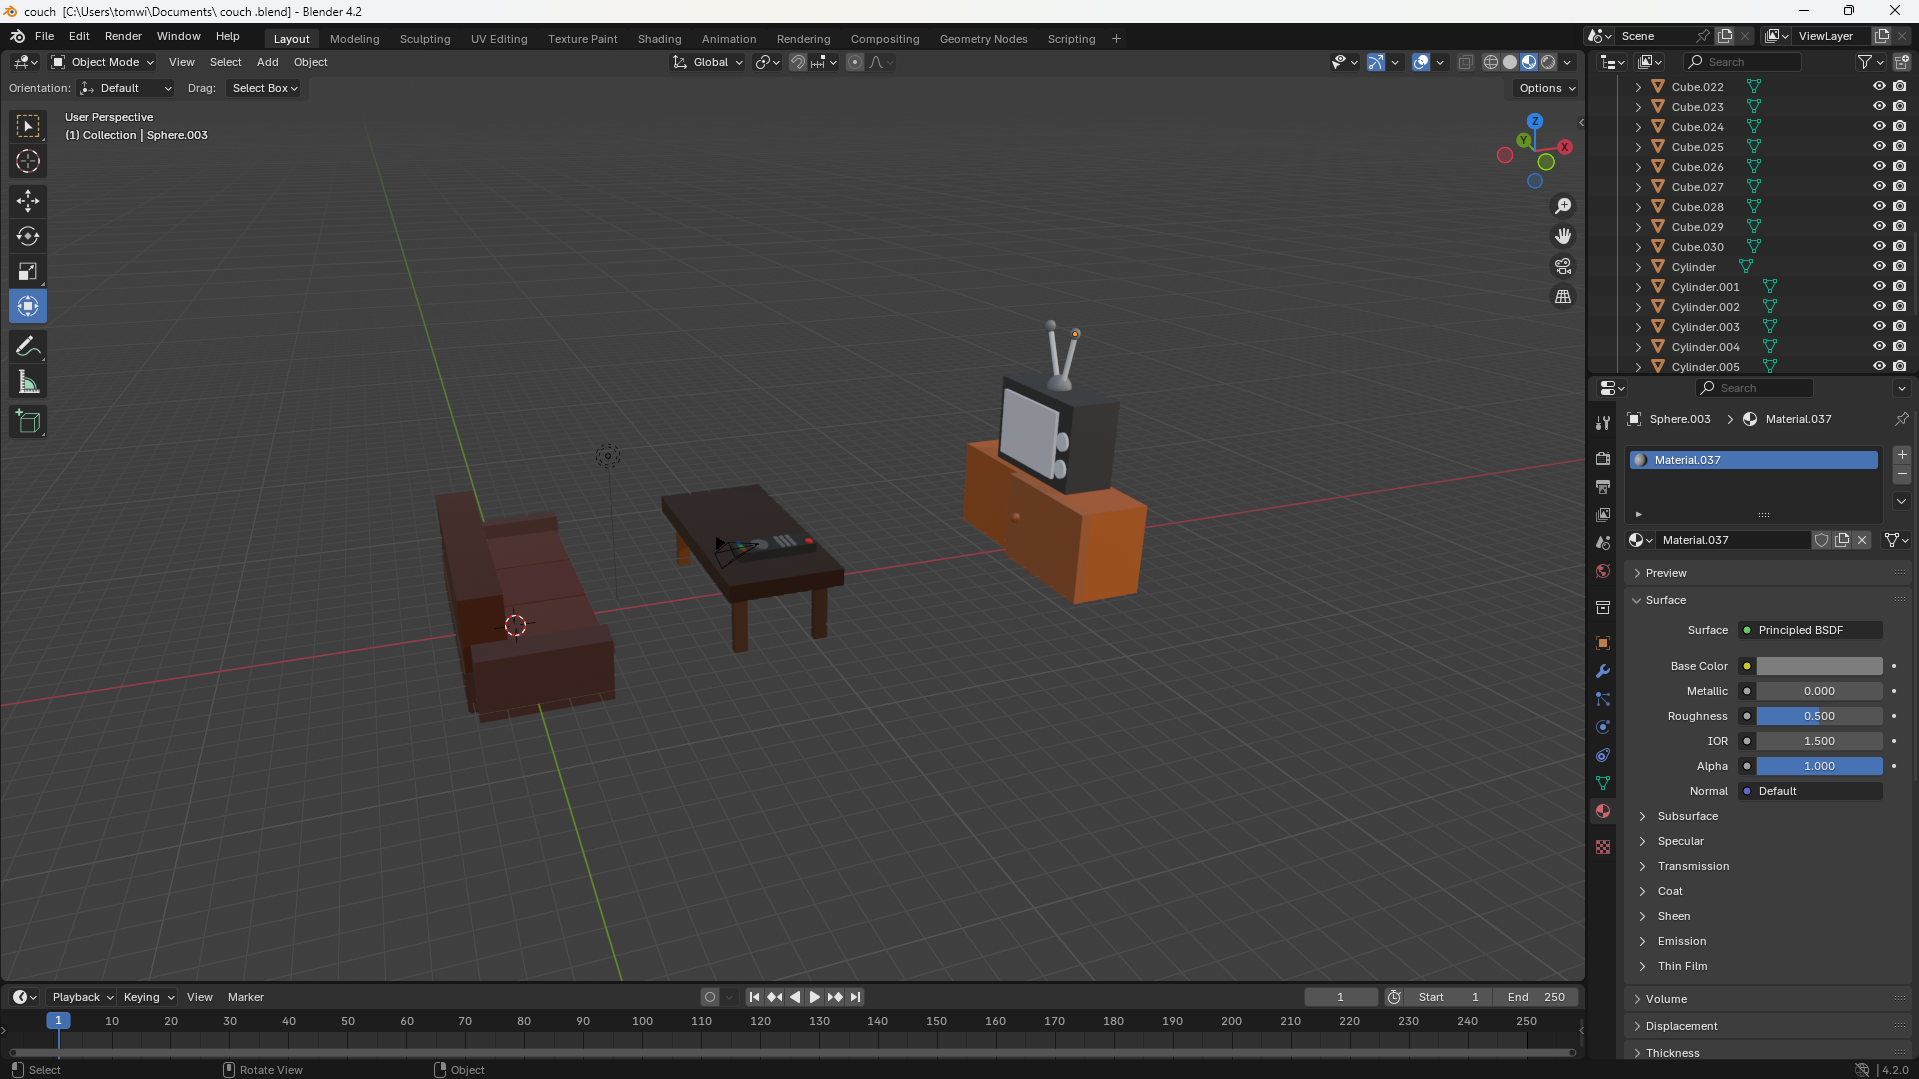 couch  [C:\Users\tomwi\Documents\ couch .blend] - Blender 4.2
File Edit Render Window Help Layout Modeling Sculpting UV Editing Texture Paint Shading Animation Rendering Compositing Geometry Nodes Scripting + Scene ViewLayer
Object Mode View Select Add Object Global Search
Orientation: Default Drag: Select Box Options
User Perspective
(1) Collection | Sphere.003
Z
Y
X
Cube.022
Cube.023
Cube.024
Cube.025
Cube.026
Cube.027
Cube.028
Cube.029
Cube.030
Cylinder
Cylinder.001
Cylinder.002
Cylinder.003
Cylinder.004
Cylinder.005
Search
Sphere.003 Material.037
Material.037
Material.037
Preview
Surface
Surface Principled BSDF
Base Color
Metallic 0.000
Roughness 0.500
IOR 1.500
Alpha 1.000
Normal Default
Subsurface
Specular
Transmission
Coat
Sheen
Emission
Thin Film
Volume
Displacement
Thickness
Playback Keying View Marker 1 Start 1 End 250
1 10 20 30 40 50 60 70 80 90 100 110 120 130 140 150 160 170 180 190 200 210 220 230 240 250
Select Rotate View Object 4.2.0